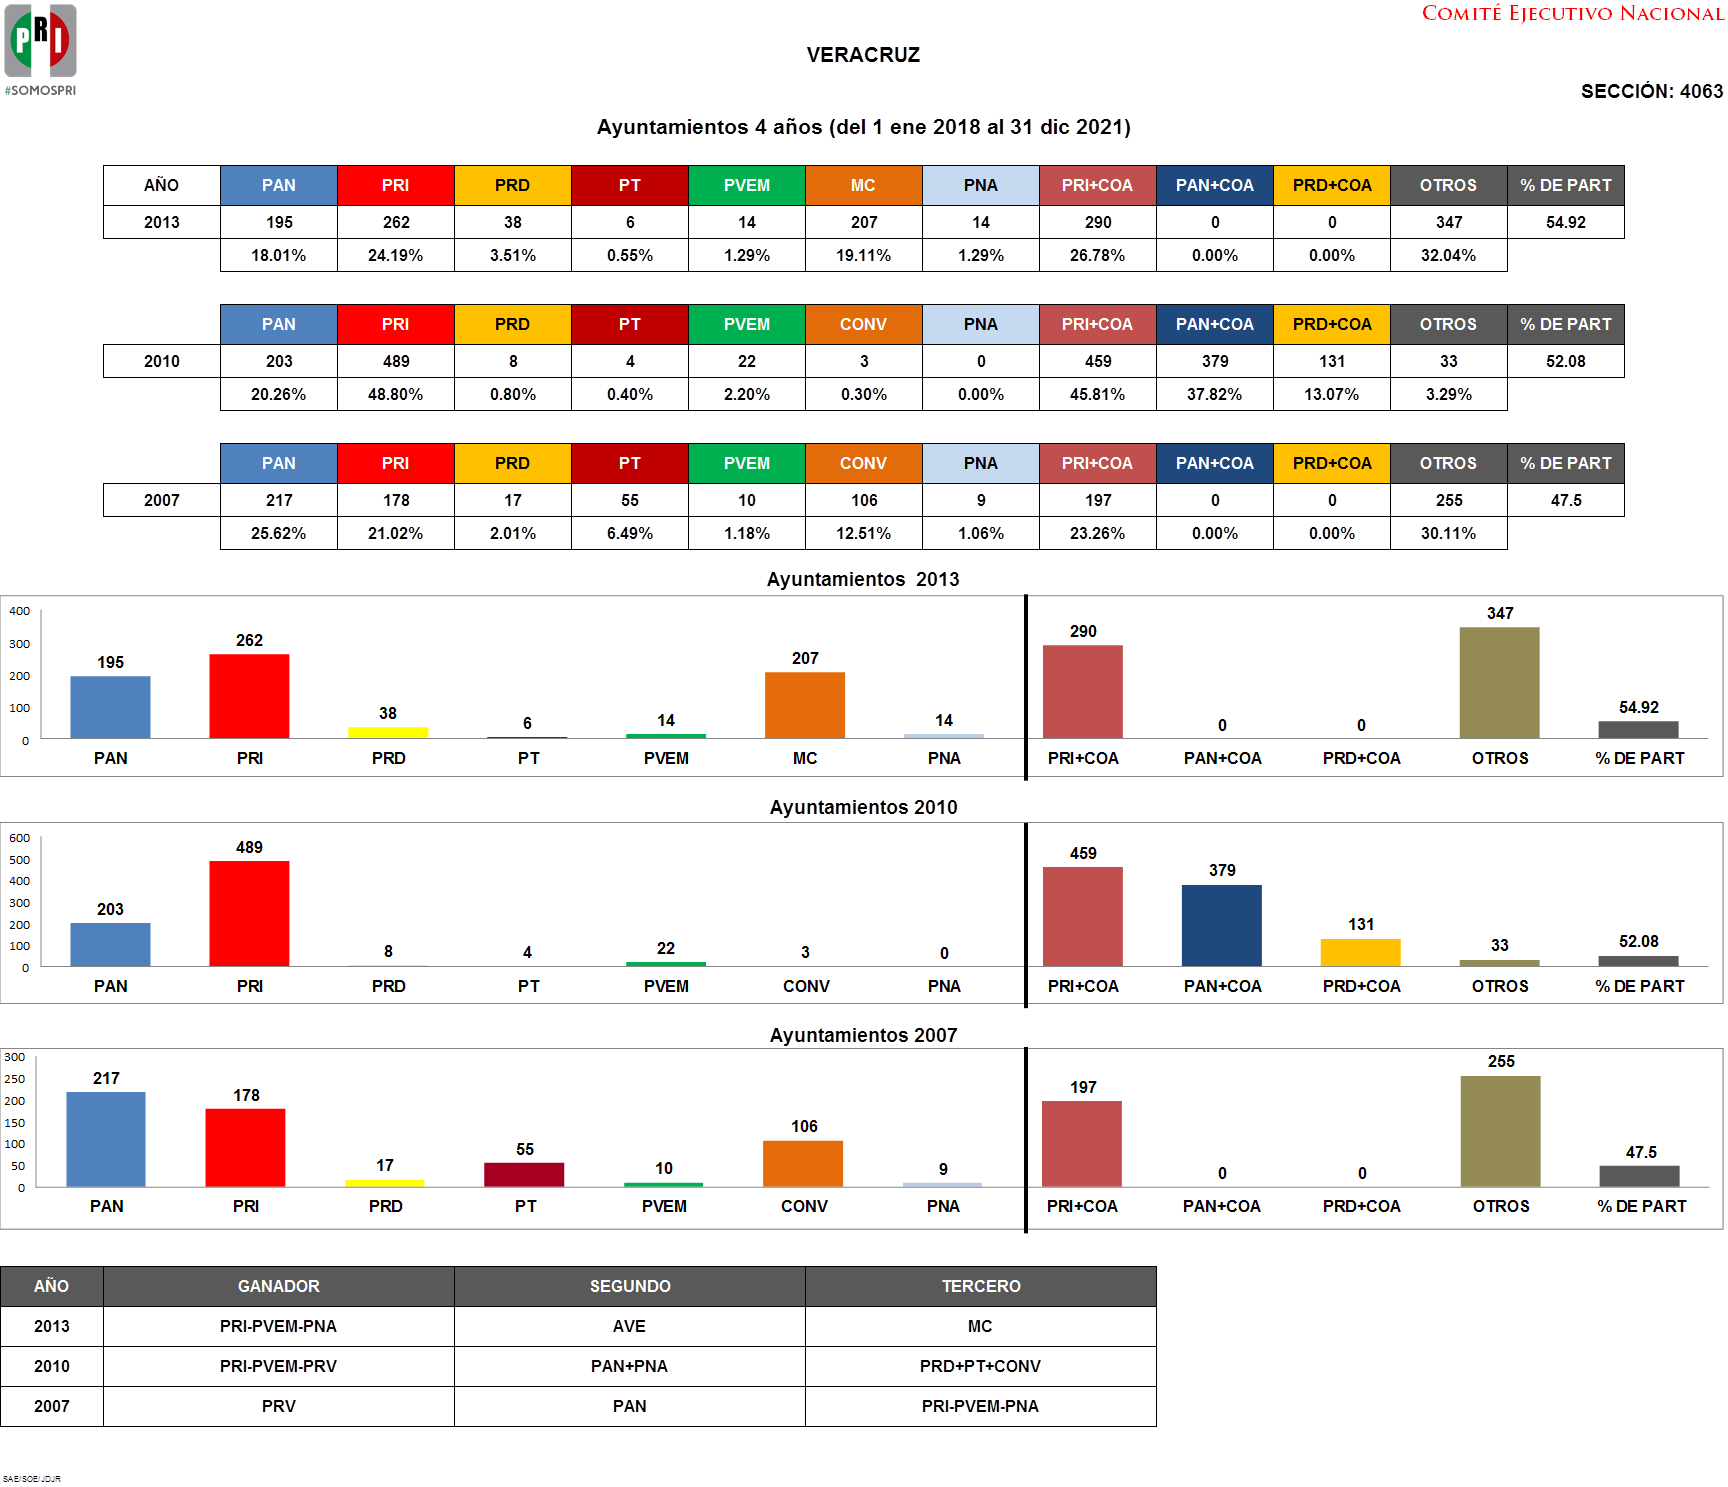 PRI
#SOMOSPRI
COMITÉ EJECUTIVO NACIONAL
VERACRUZ
SECCIÓN: 4063
Ayuntamientos 4 años (del 1 ene 2018 al 31 dic 2021)
AÑO PAN PRI PRD PT PVEM MC PNA PRI+COA PAN+COA PRD+COA OTROS % DE PART
2013 195 262 38 6 14 207 14 290 0 0 347 54.92
18.01% 24.19% 3.51% 0.55% 1.29% 19.11% 1.29% 26.78% 0.00% 0.00% 32.04%
PAN PRI PRD PT PVEM CONV PNA PRI+COA PAN+COA PRD+COA OTROS % DE PART
2010 203 489 8 4 22 3 0 459 379 131 33 52.08
20.26% 48.80% 0.80% 0.40% 2.20% 0.30% 0.00% 45.81% 37.82% 13.07% 3.29%
PAN PRI PRD PT PVEM CONV PNA PRI+COA PAN+COA PRD+COA OTROS % DE PART
2007 217 178 17 55 10 106 9 197 0 0 255 47.5
25.62% 21.02% 2.01% 6.49% 1.18% 12.51% 1.06% 23.26% 0.00% 0.00% 30.11%
Ayuntamientos 2013
400
300
200
100
0
195 262 38 6 14 207 14 290 0 0 347 54.92
PAN PRI PRD PT PVEM MC PNA PRI+COA PAN+COA PRD+COA OTROS % DE PART
Ayuntamientos 2010
600
500
400
300
200
100
0
203 489 8 4 22 3 0 459 379 131 33 52.08
PAN PRI PRD PT PVEM CONV PNA PRI+COA PAN+COA PRD+COA OTROS % DE PART
Ayuntamientos 2007
300
250
200
150
100
50
0
217 178 17 55 10 106 9 197 0 0 255 47.5
PAN PRI PRD PT PVEM CONV PNA PRI+COA PAN+COA PRD+COA OTROS % DE PART
AÑO GANADOR SEGUNDO TERCERO
2013 PRI-PVEM-PNA AVE MC
2010 PRI-PVEM-PRV PAN+PNA PRD+PT+CONV
2007 PRV PAN PRI-PVEM-PNA
SAE/SOE/JDJR